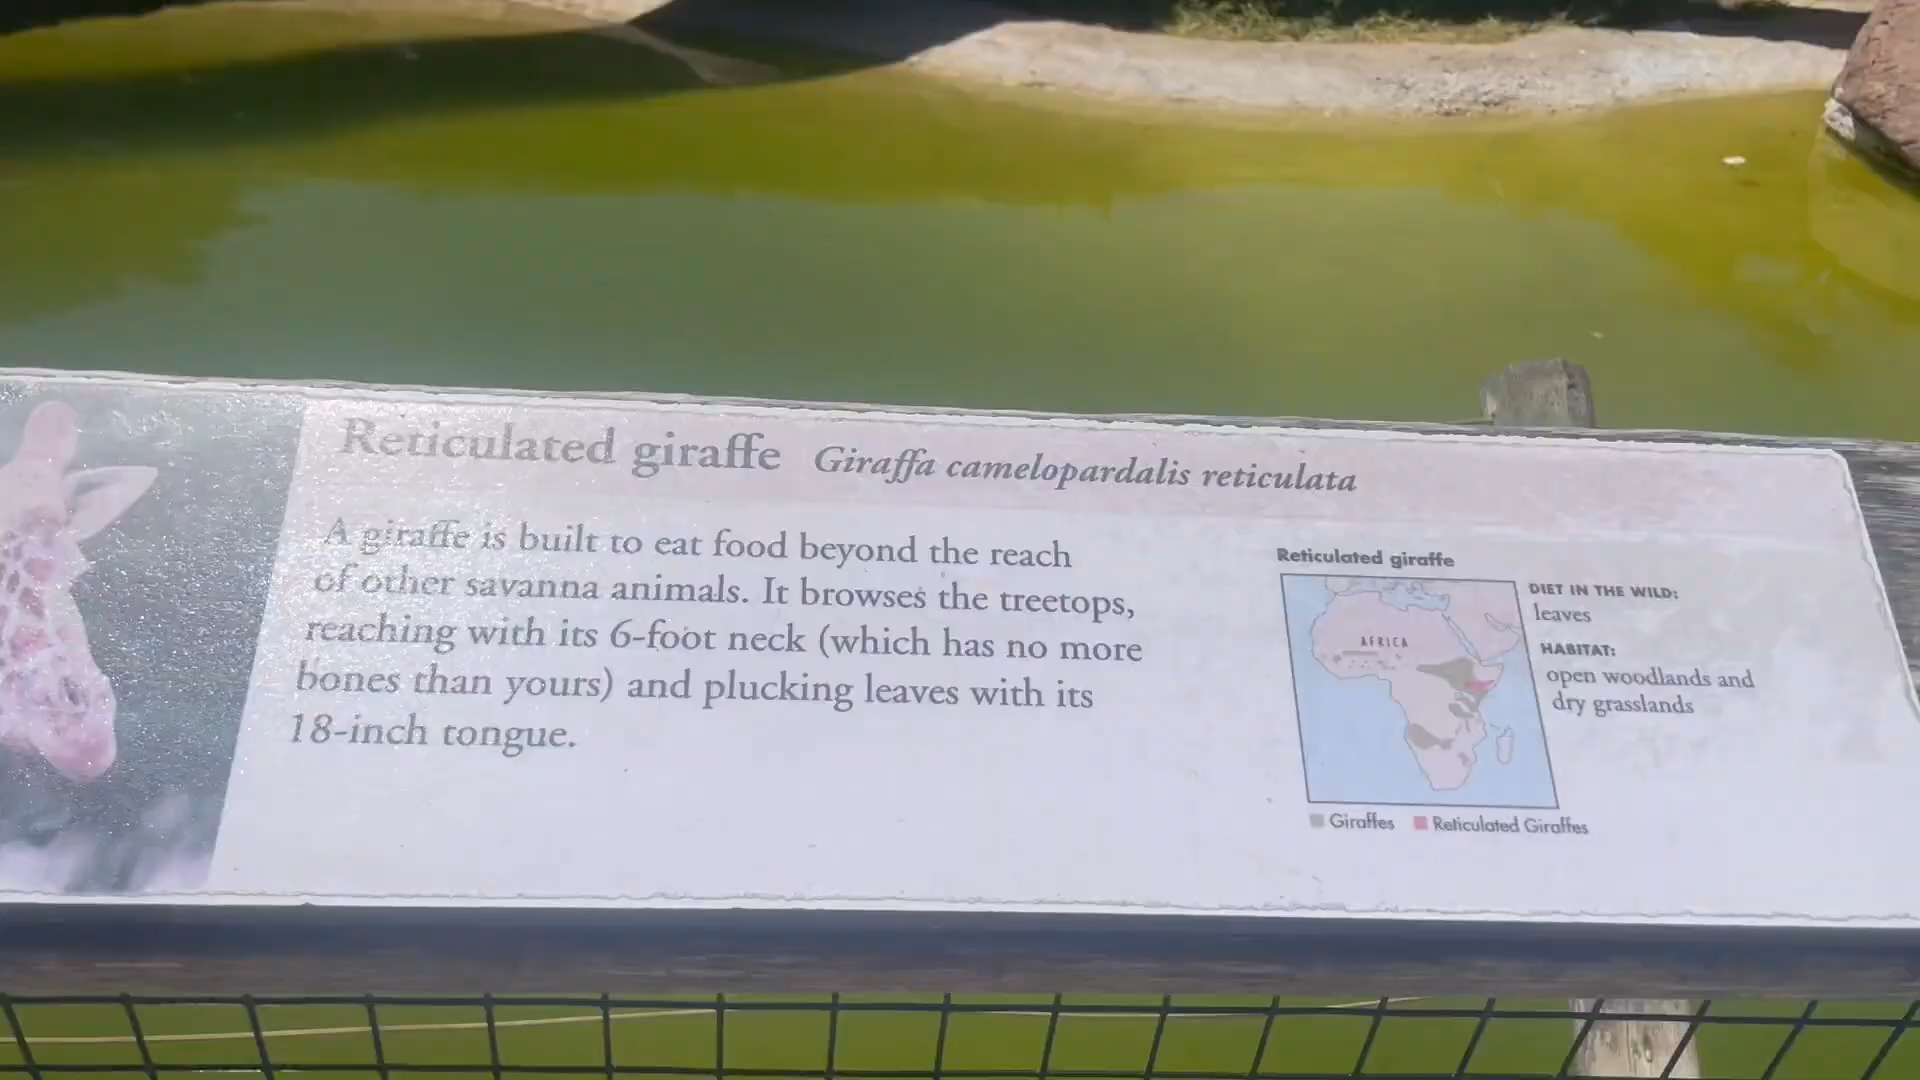 Reticulated giraffe Giraffa camelopardalis reticulata
A giraffe is built to eat food beyond the reach
of other savanna animals. It browses the treetops,
reaching with its 6-foot neck (which has no more
bones than yours) and plucking leaves with its
18-inch tongue.
Reticulated giraffe
AFRICA
Giraffes Reticulated Giraffes
DIET IN THE WILD:
leaves
HABITAT:
open woodlands and
dry grasslands